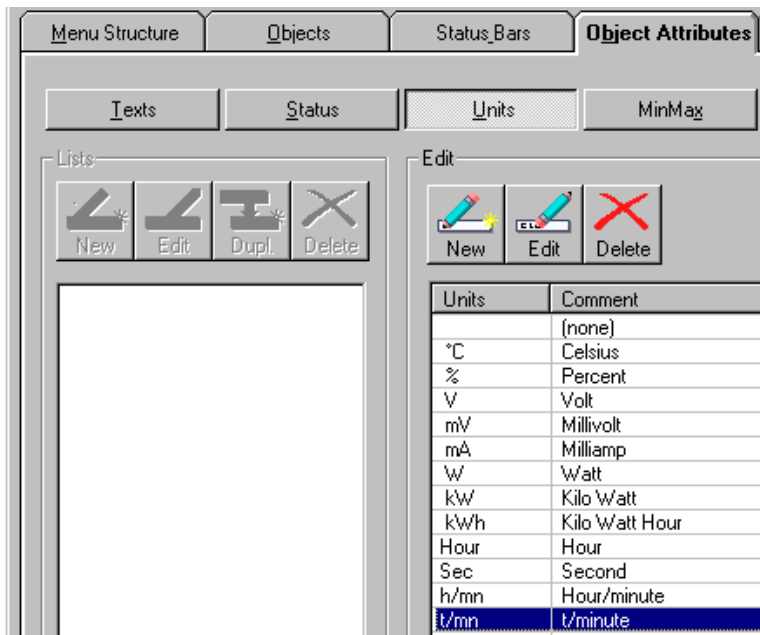 Menu Structure Objects Status_Bars Object Attributes
Texts Status Units MinMax
Lists Edit
New Edit Dupl. Delete New Edit Delete
Units Comment
(none)
°C Celsius
% Percent
V Volt
mV Millivolt
mA Milliamp
W Watt
kW Kilo Watt
kWh Kilo Watt Hour
Hour Hour
Sec Second
h/mn Hour/minute
t/mn t/minute